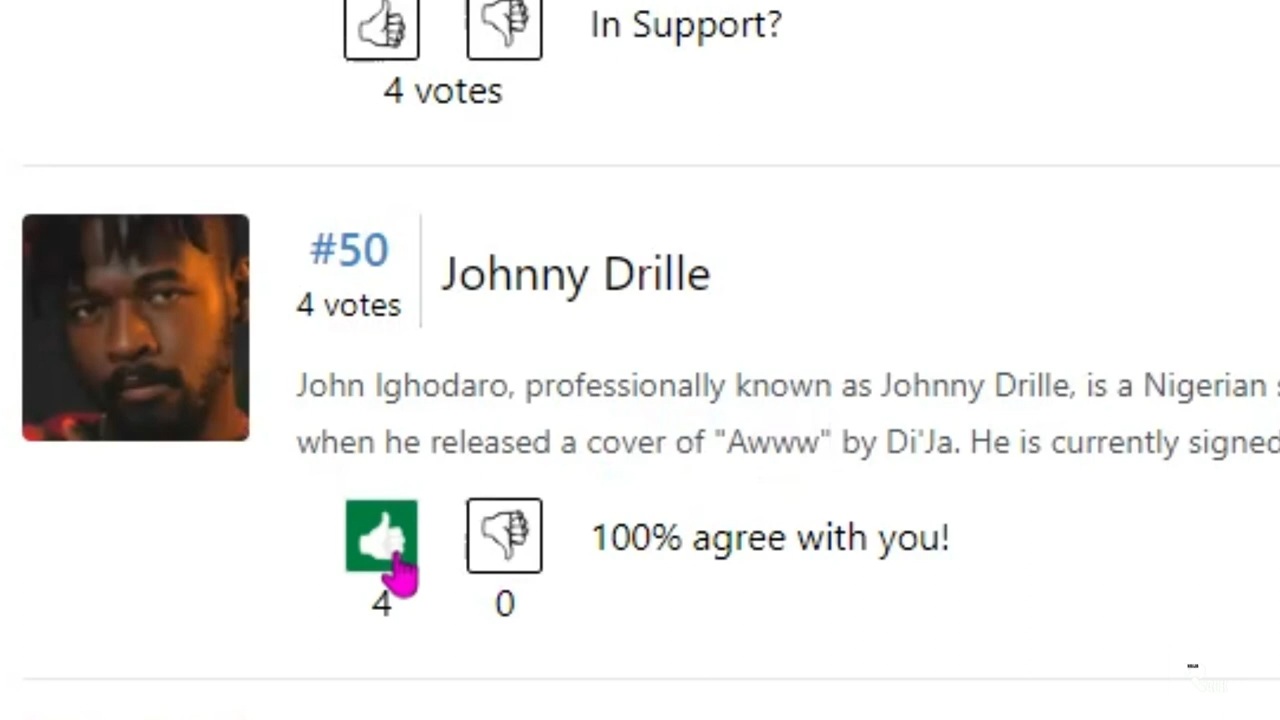 In Support?
4 votes
#50
Johnny Drille
4 votes
John Ighodaro, professionally known as Johnny Drille, is a Nigerian s
when he released a cover of "Awww" by Di'Ja. He is currently signed
100% agree with you!
4 0